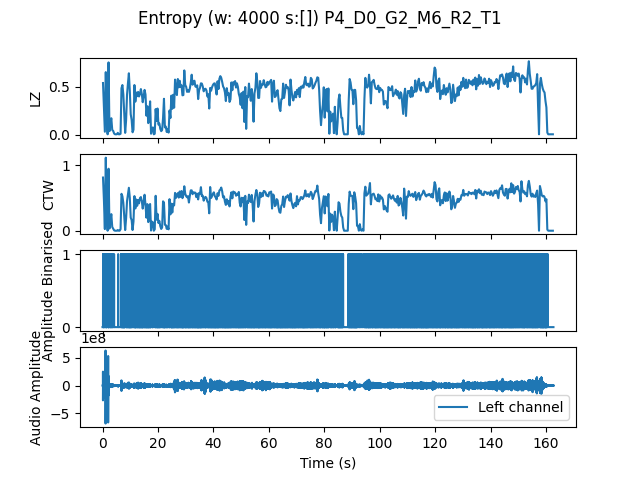 Entropy (w: 4000 s:[]) P4_D0_G2_M6_R2_T1
LZ
0.5
0.0
CTW
1
0
Amplitude Binarised
1
0
1e8
Audio Amplitude
5
0
−5
Left channel
0 20 40 60 80 100 120 140 160
Time (s)